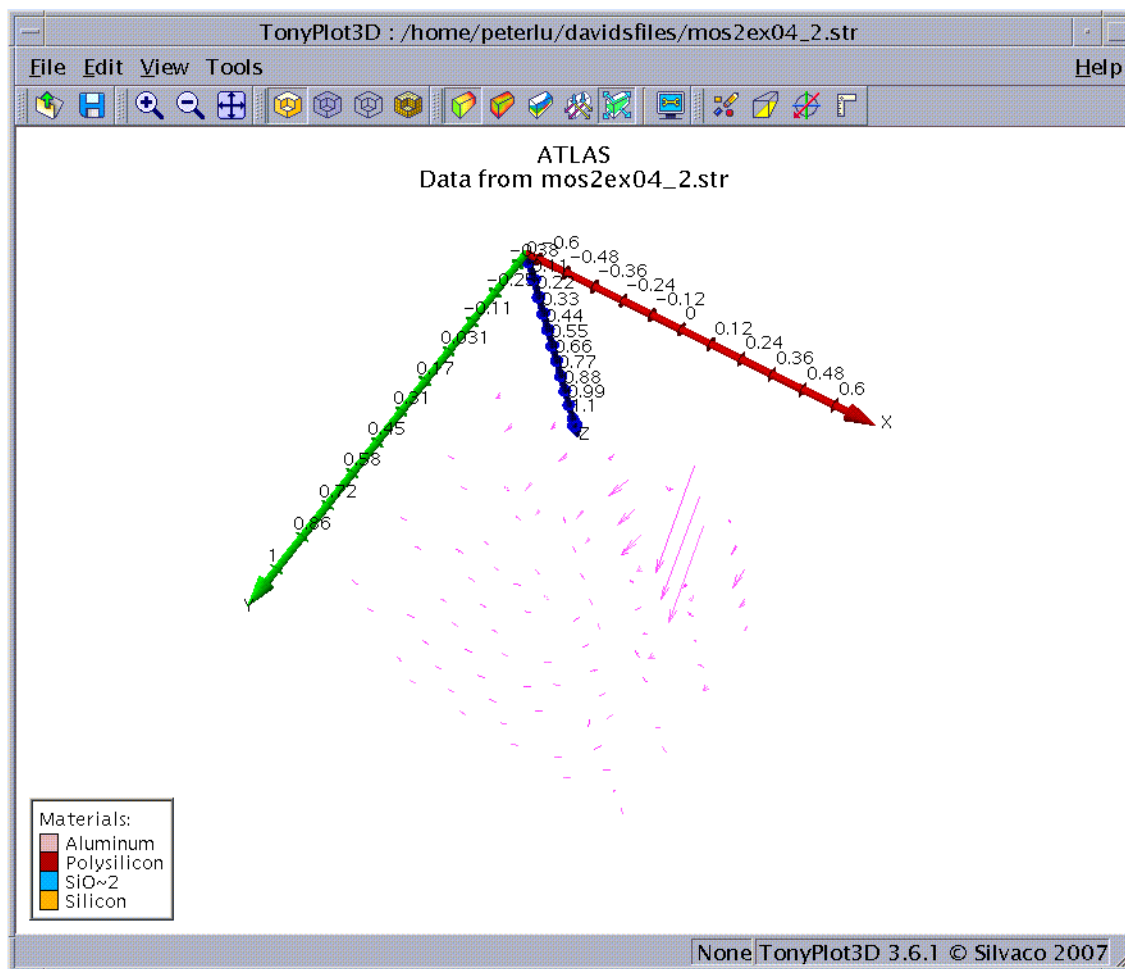 TonyPlot3D : /home/peterlu/davidsfiles/mos2ex04_2.str
File Edit View Tools Help
ATLAS
Data from mos2ex04_2.str
-0.6
-0.48
-0.36
-0.24
-0.12
0
0.12
0.24
0.36
0.48
0.6
X
-0.38
-0.11
0.031
0.17
0.31
0.45
0.58
0.72
0.86
1
Y
0.22
0.33
0.44
0.55
0.66
0.77
0.88
0.99
1.1
Z
Materials:
Aluminum
Polysilicon
SiO~2
Silicon
None TonyPlot3D 3.6.1 © Silvaco 2007